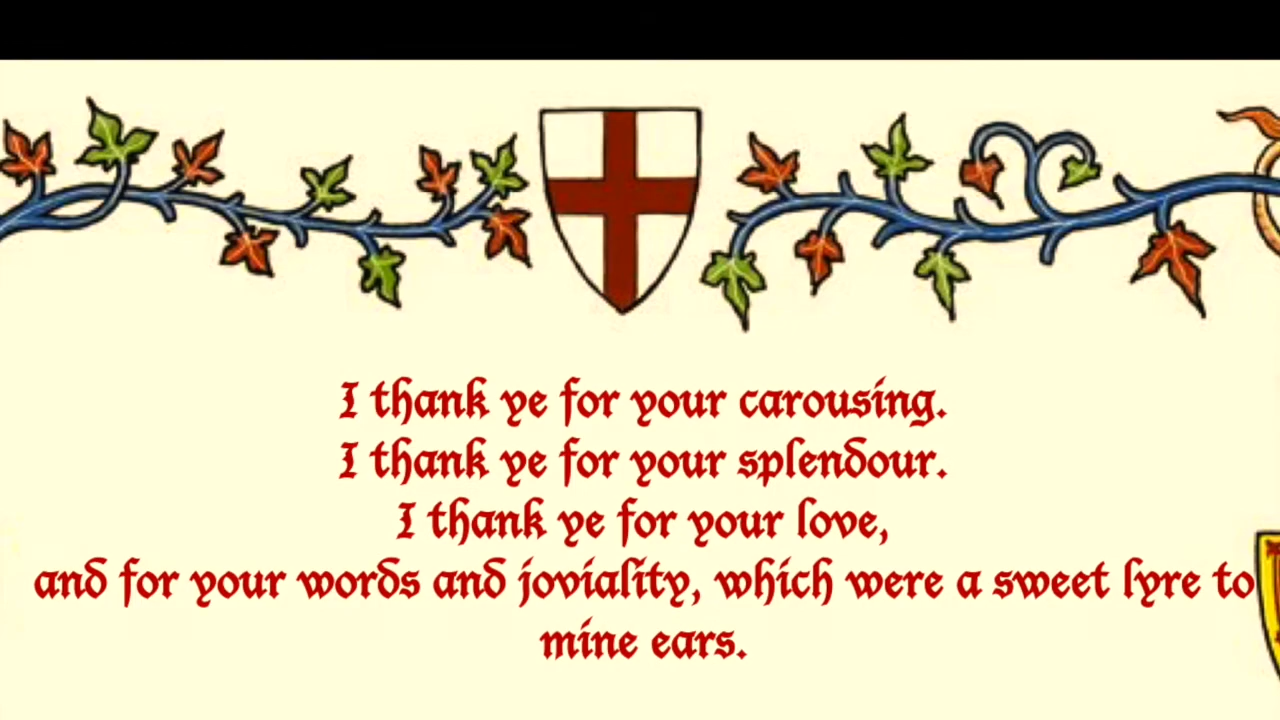 I thank ye for your carousing.
I thank ye for your splendour.
I thank ye for your love,
and for your words and joviality, which were a sweet lyre to
mine ears.